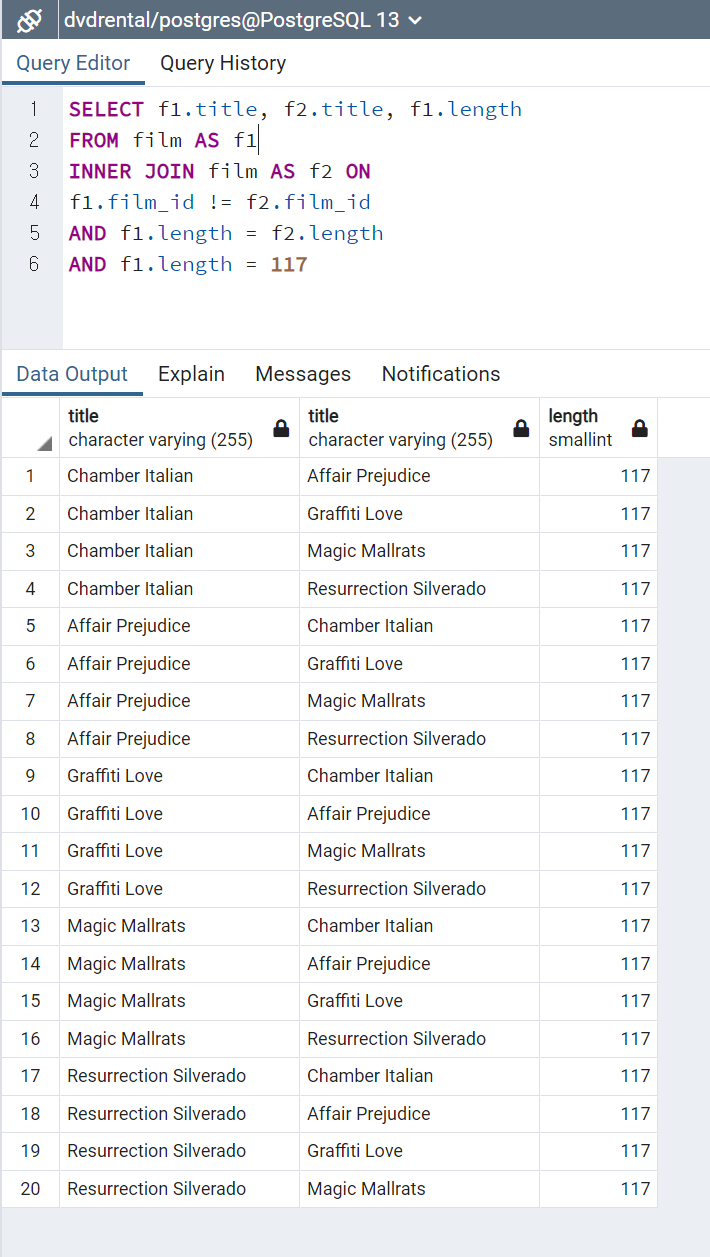 dvdrental/postgres@PostgreSQL 13
Query Editor Query History
1 SELECT f1.title, f2.title, f1.length
2 FROM film AS f1
3 INNER JOIN film AS f2 ON
4 f1.film_id != f2.film_id
5 AND f1.length = f2.length
6 AND f1.length = 117
Data Output Explain Messages Notifications
title title length
character varying (255) character varying (255) smallint
1 Chamber Italian Affair Prejudice 117
2 Chamber Italian Graffiti Love 117
3 Chamber Italian Magic Mallrats 117
4 Chamber Italian Resurrection Silverado 117
5 Affair Prejudice Chamber Italian 117
6 Affair Prejudice Graffiti Love 117
7 Affair Prejudice Magic Mallrats 117
8 Affair Prejudice Resurrection Silverado 117
9 Graffiti Love Chamber Italian 117
10 Graffiti Love Affair Prejudice 117
11 Graffiti Love Magic Mallrats 117
12 Graffiti Love Resurrection Silverado 117
13 Magic Mallrats Chamber Italian 117
14 Magic Mallrats Affair Prejudice 117
15 Magic Mallrats Graffiti Love 117
16 Magic Mallrats Resurrection Silverado 117
17 Resurrection Silverado Chamber Italian 117
18 Resurrection Silverado Affair Prejudice 117
19 Resurrection Silverado Graffiti Love 117
20 Resurrection Silverado Magic Mallrats 117